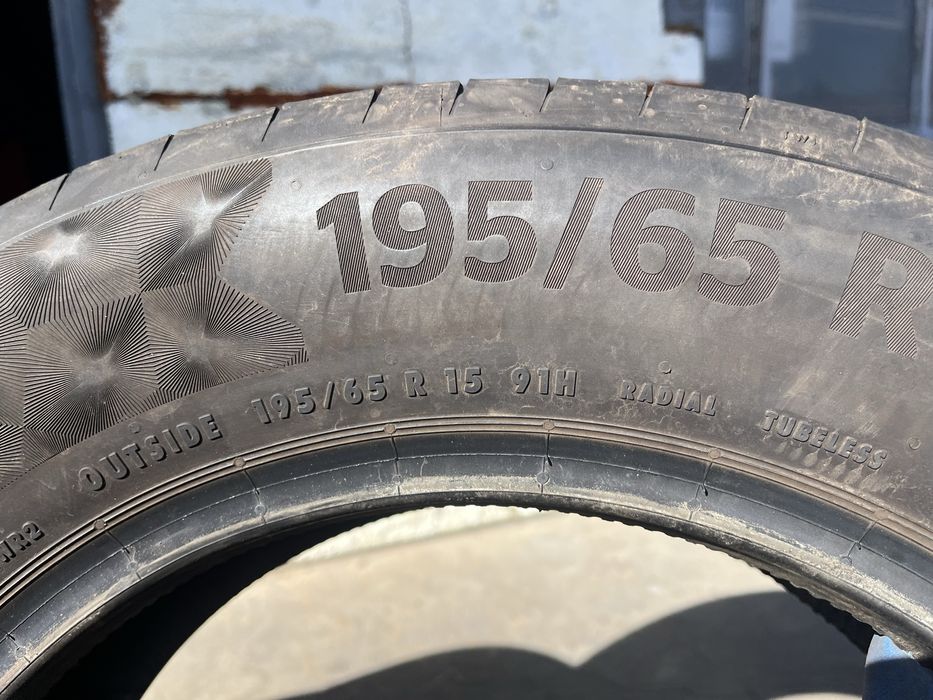 195/65 R
OUTSIDE 195/65 R 15 91H RADIAL TUBELESS